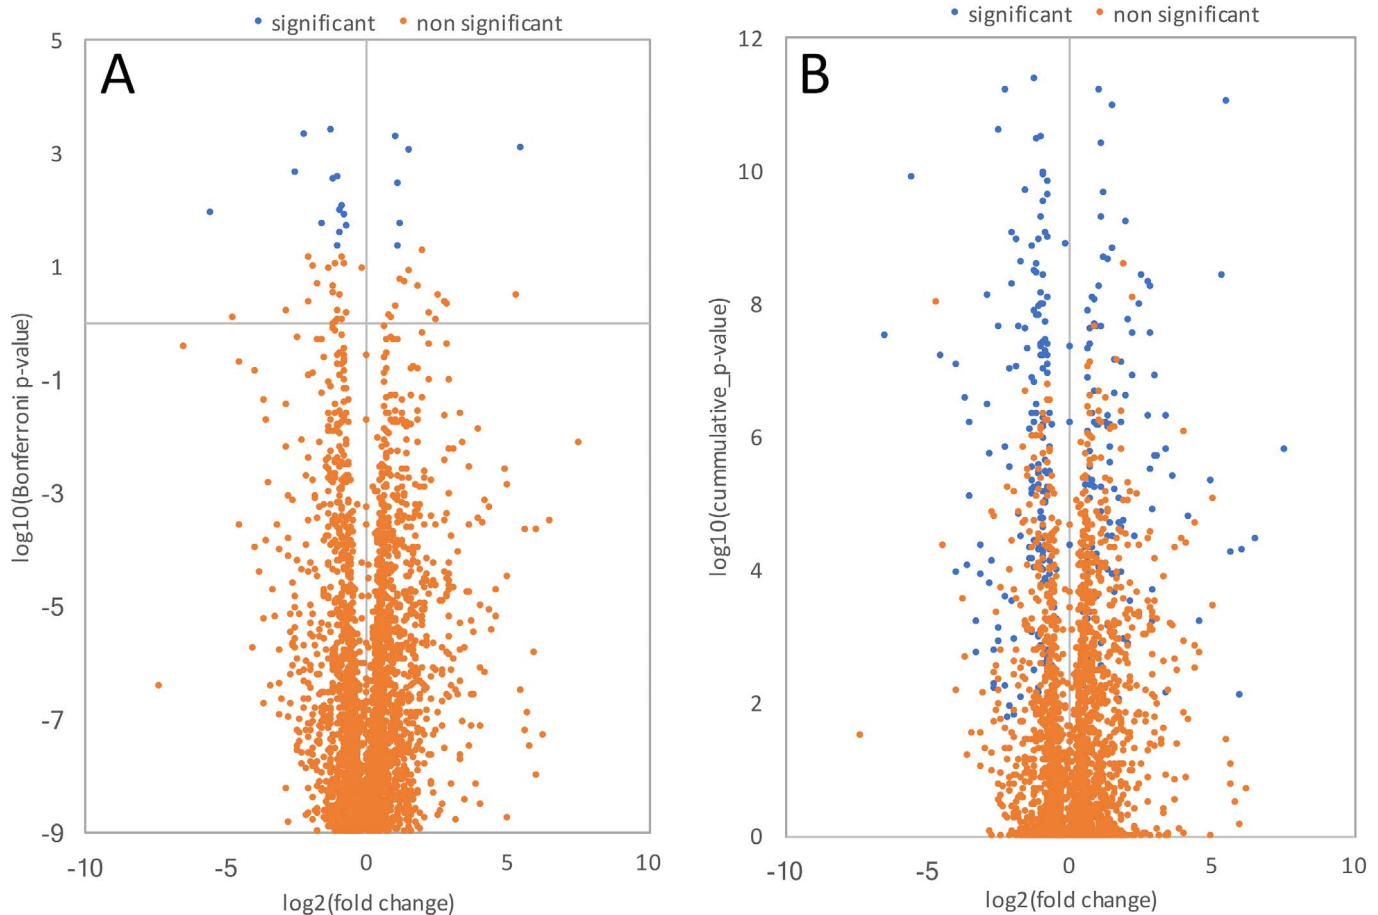 significant non significant
A
5
3
1
-1
-3
-5
-7
-9
log10(Bonferroni p-value)
-10 -5 0 5 10
log2(fold change)
significant non significant
B
12
10
8
6
4
2
0
log10(cummulative_p-value)
-10 -5 0 5 10
log2(fold change)